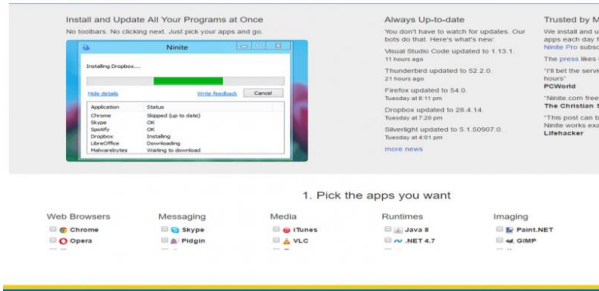 Install and Update All Your Programs at Once
No toolbars. No clicking next. Just pick your apps and go.
Ninite
Installing Dropbox...
Hide details
Write feedback
Cancel
Application Status
Chrome Skipped (up to date)
Skype OK
Spotify OK
Dropbox Installing
LibreOffice Downloading
Malwarebytes Waiting to download
Always Up-to-date
You don't have to watch for updates. Our
bots do that. Here's what's new:
Visual Studio Code updated to 1.13.1.
11 hours ago
Thunderbird updated to 52.2.0.
21 hours ago
Firefox updated to 54.0.
Tuesday at 8:11 pm
Dropbox updated to 28.4.14.
Tuesday at 7:29 pm
Silverlight updated to 5.1.50907.0.
Tuesday at 4:01 pm
more news
Trusted by M
We install and u
apps each day f
Ninite Pro subsc
The press likes
"I'll bet the servi
hours"
PCWorld
"Ninite.com free
The Christian S
"This post can b
Ninite works exa
Lifehacker
1. Pick the apps you want
Web Browsers
Chrome
Opera
Messaging
Skype
Pidgin
Media
iTunes
VLC
Runtimes
Java 8
.NET 4.7
Imaging
Paint.NET
GIMP